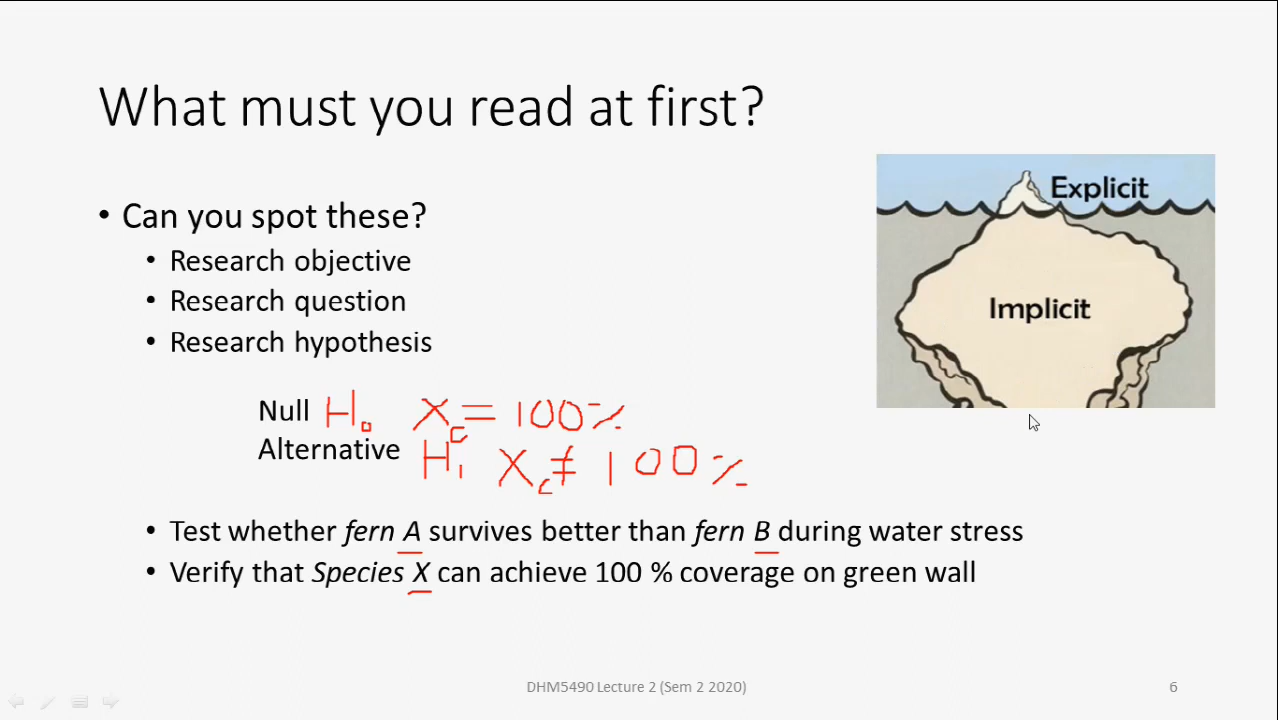 What must you read at first?
• Can you spot these?
• Research objective
• Research question
• Research hypothesis
Explicit
Implicit
Null H₀ X_c = 100%
Alternative H₁ X_c ≠ 100%
• Test whether fern A survives better than fern B during water stress
• Verify that Species X can achieve 100 % coverage on green wall
DHM5490 Lecture 2 (Sem 2 2020)
6